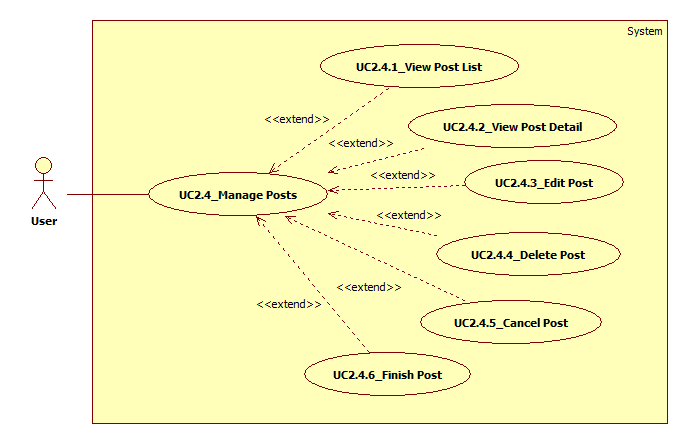 System
UC2.4.1_View Post List
<<extend>>
UC2.4.2_View Post Detail
<<extend>>
<<extend>>
UC2.4.3_Edit Post
UC2.4_Manage Posts
User
<<extend>>
UC2.4.4_Delete Post
<<extend>>
<<extend>>
UC2.4.5_Cancel Post
UC2.4.6_Finish Post